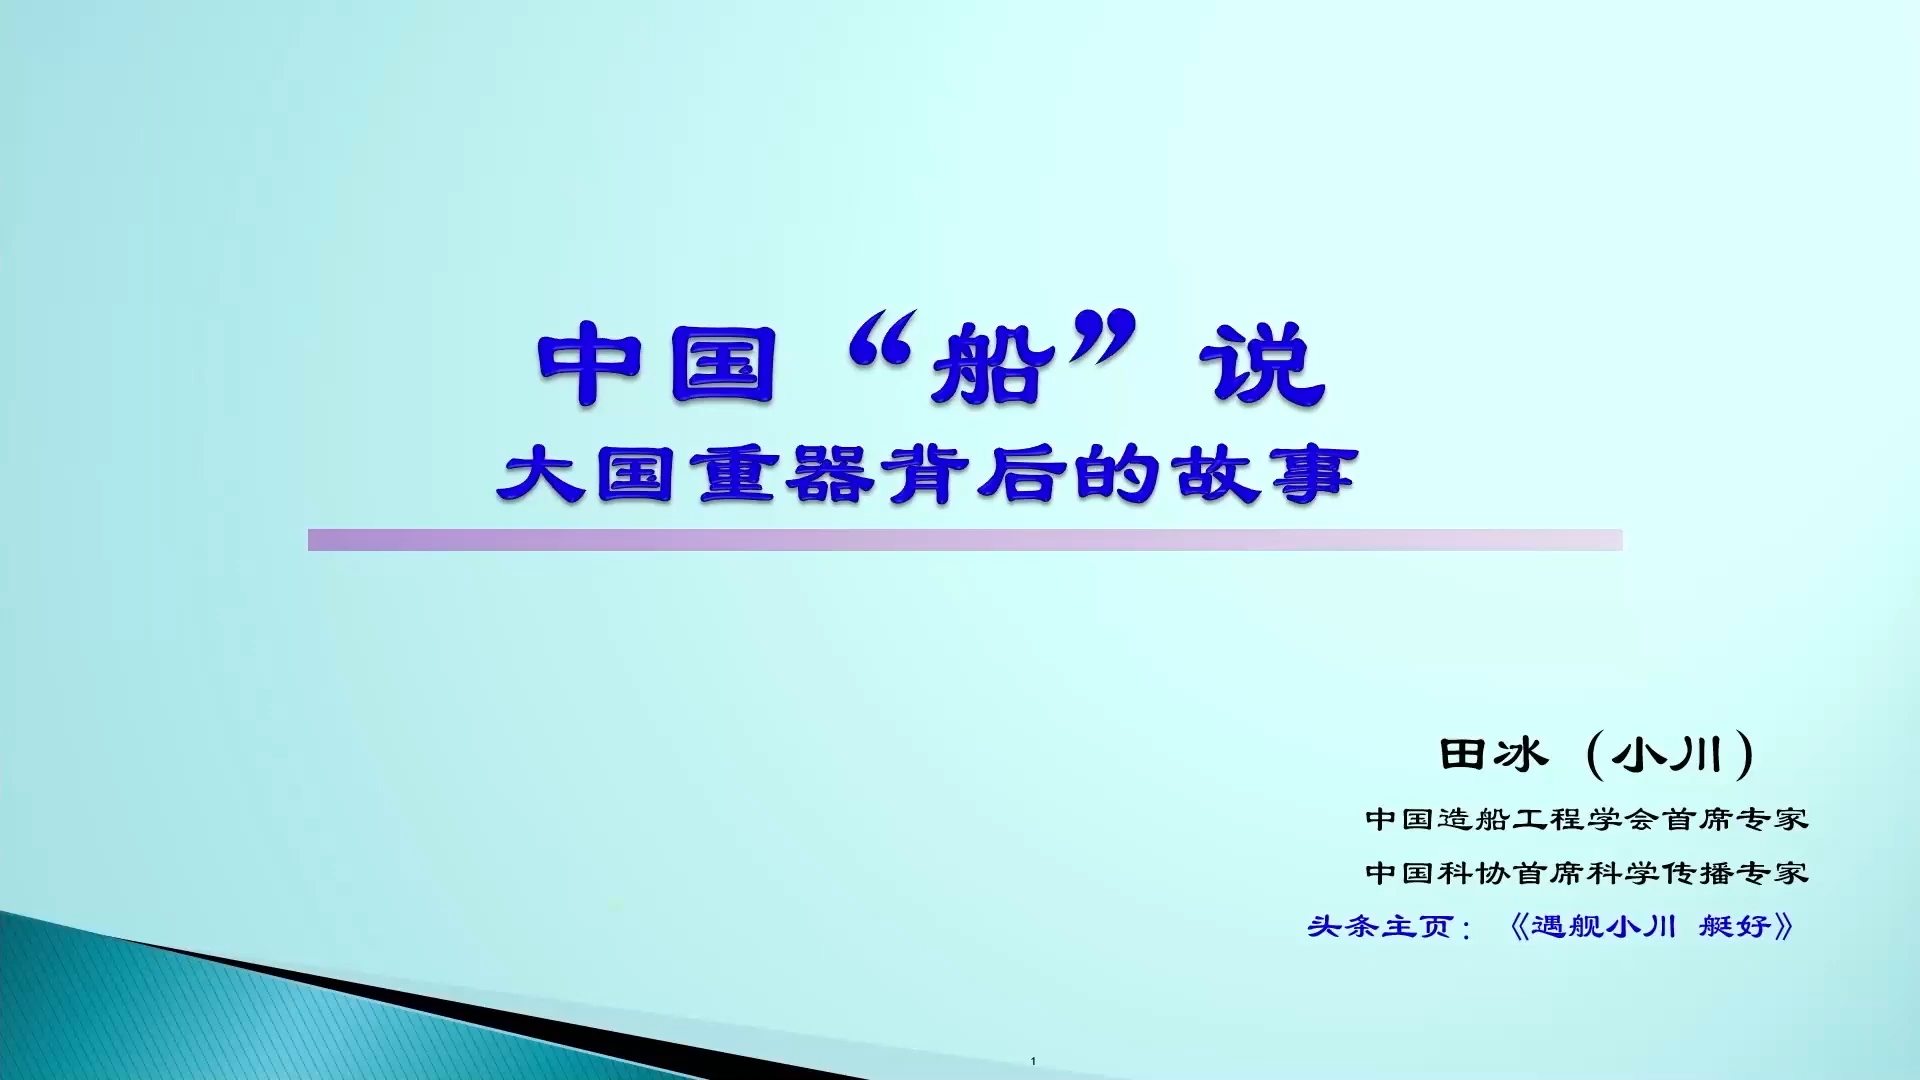 中国“船”说
大国重器背后的故事
田冰（小川）
中国造船工程学会首席专家
中国科协首席科学传播专家
头条主页：《遇舰小川 艇好》
1